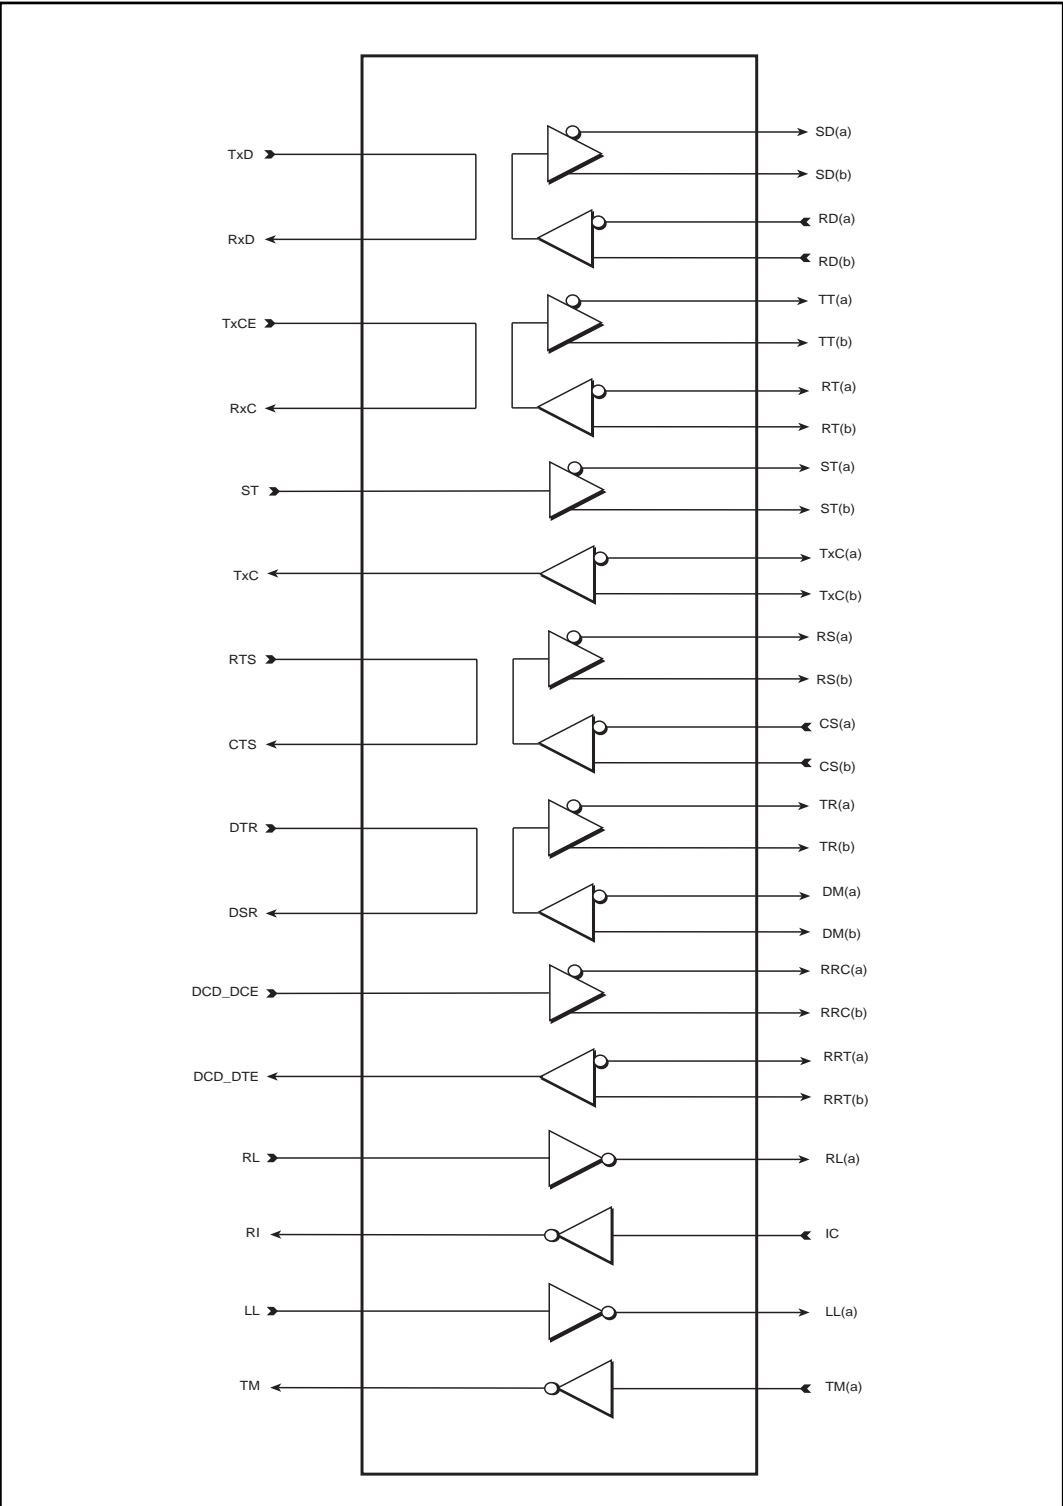 TxD
SD(a)
SD(b)
RxD
RD(a)
RD(b)
TxCE
TT(a)
TT(b)
RxC
RT(a)
RT(b)
ST
ST(a)
ST(b)
TxC
TxC(a)
TxC(b)
RTS
RS(a)
RS(b)
CTS
CS(a)
CS(b)
DTR
TR(a)
TR(b)
DSR
DM(a)
DM(b)
DCD_DCE
RRC(a)
RRC(b)
DCD_DTE
RRT(a)
RRT(b)
RL
RL(a)
RI
IC
LL
LL(a)
TM
TM(a)